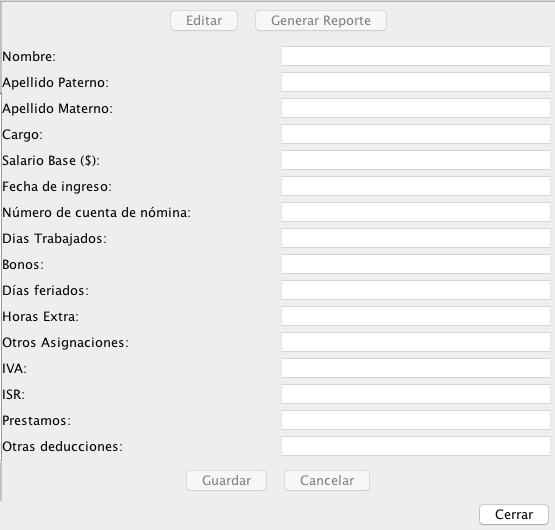 Editar Generar Reporte
Nombre:
Apellido Paterno:
Apellido Materno:
Cargo:
Salario Base ($):
Fecha de ingreso:
Número de cuenta de nómina:
Dias Trabajados:
Bonos:
Días feriados:
Horas Extra:
Otros Asignaciones:
IVA:
ISR:
Prestamos:
Otras deducciones:
Guardar Cancelar
Cerrar